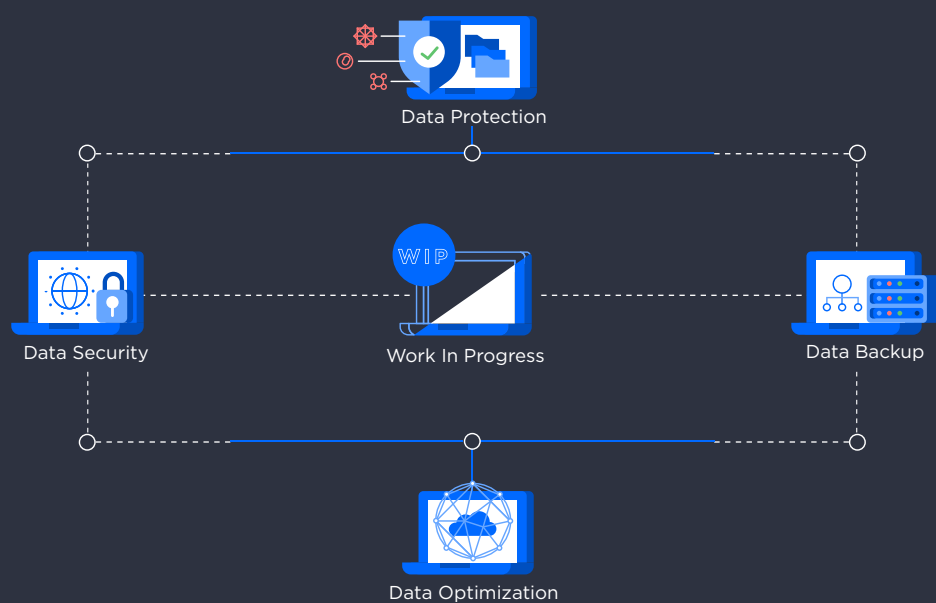 Data Protection
WIP
Data Security
Work In Progress
Data Backup
Data Optimization